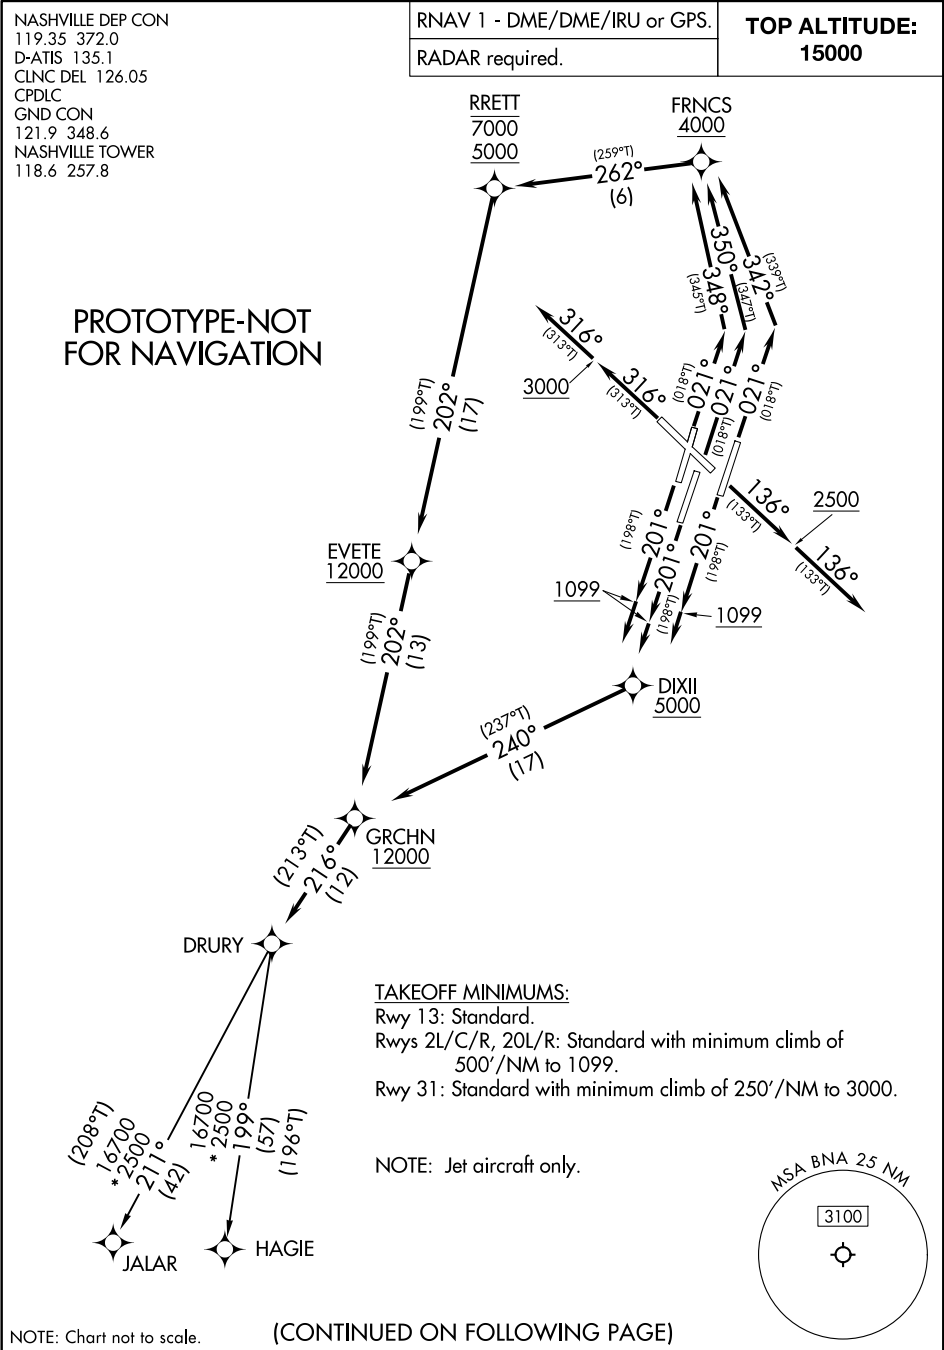 NASHVILLE DEP CON
119.35 372.0
D-ATIS 135.1
CLNC DEL 126.05
CPDLC
GND CON
121.9 348.6
NASHVILLE TOWER
118.6 257.8
RNAV 1 - DME/DME/IRU or GPS.
RADAR required.
TOP ALTITUDE:
15000
RRETT
7000
5000
FRNCS
4000
(259°T)
262°
(6)
350°
(347°T)
342°
(339°T)
348°
(345°T)
PROTOTYPE-NOT
FOR NAVIGATION
316°
(313°T)
3000
316°
(313°T)
021°
(018°T)
021°
(018°T)
021°
(018°T)
(199°T)
202°
(17)
136°
(133°T)
2500
136°
(133°T)
201°
(198°T)
201°
(198°T)
201°
(198°T)
EVETE
12000
1099
1099
(199°T)
202°
(13)
DIXII
5000
(237°T)
240°
(17)
GRCHN
12000
(213°T)
216°
(12)
DRURY
TAKEOFF MINIMUMS:
Rwy 13: Standard.
Rwys 2L/C/R, 20L/R: Standard with minimum climb of
500'/NM to 1099.
Rwy 31: Standard with minimum climb of 250'/NM to 3000.
(208°T)
16700
*2500
211°
(42)
16700
*2500
199°
(57)
(196°T)
NOTE: Jet aircraft only.
MSA BNA 25 NM
3100
JALAR
HAGIE
NOTE: Chart not to scale.
(CONTINUED ON FOLLOWING PAGE)